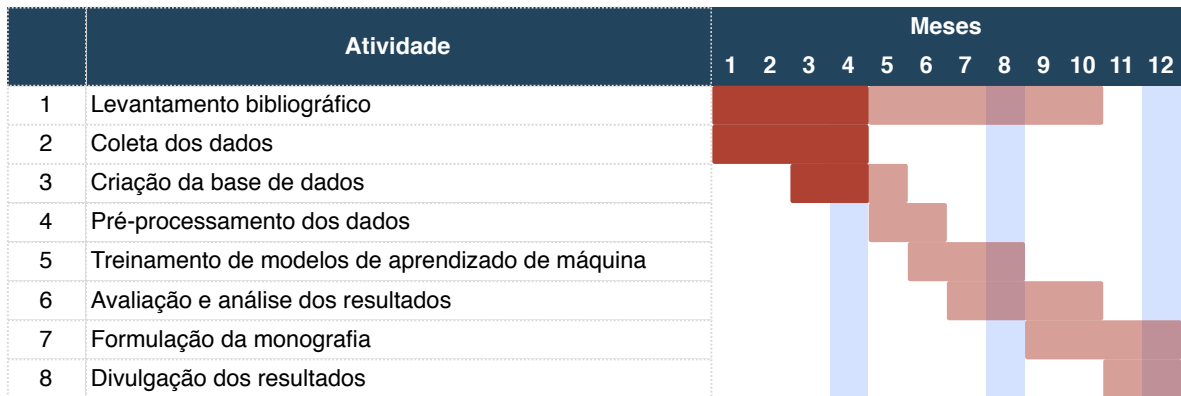 Atividade
Meses
1 2 3 4 5 6 7 8 9 10 11 12
1 Levantamento bibliográfico
2 Coleta dos dados
3 Criação da base de dados
4 Pré-processamento dos dados
5 Treinamento de modelos de aprendizado de máquina
6 Avaliação e análise dos resultados
7 Formulação da monografia
8 Divulgação dos resultados